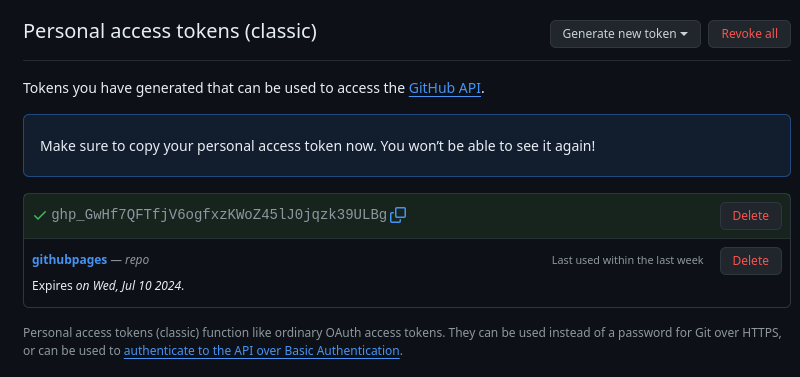 Personal access tokens (classic)
Generate new token
Revoke all
Tokens you have generated that can be used to access the GitHub API.
Make sure to copy your personal access token now. You won’t be able to see it again!
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
Delete
githubpages — repo
Last used within the last week
Delete
Expires on Wed, Jul 10 2024.
Personal access tokens (classic) function like ordinary OAuth access tokens. They can be used instead of a password for Git over HTTPS,
or can be used to authenticate to the API over Basic Authentication.